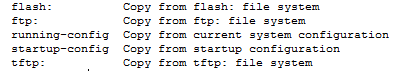 flash: Copy from flash: file system
ftp: Copy from ftp: file system
running-config Copy from current system configuration
startup-config Copy from startup configuration
tftp: Copy from tftp: file system